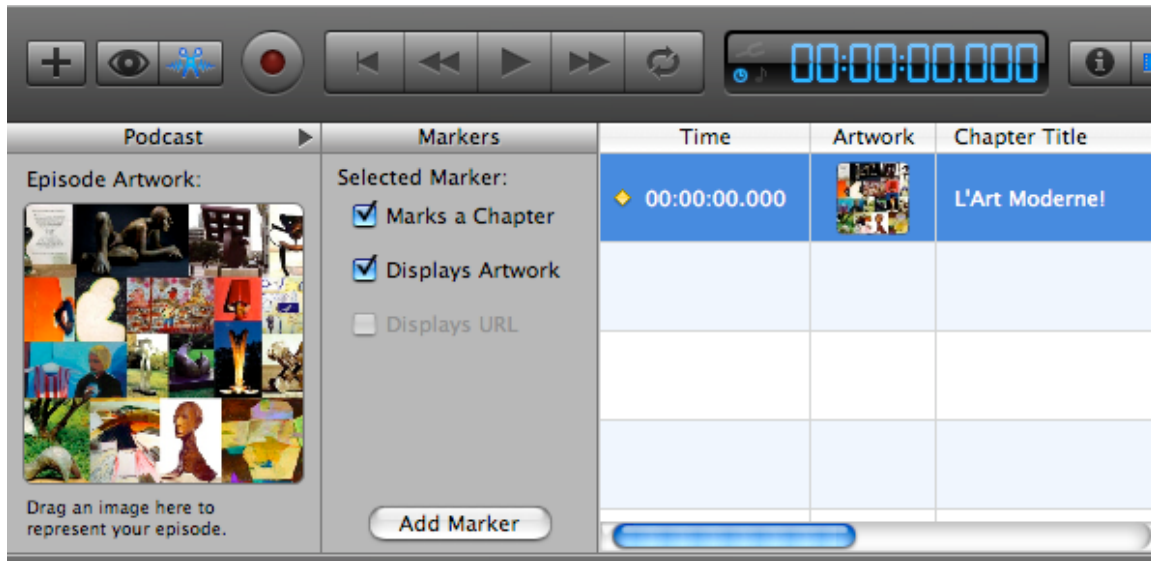 00:00:00.000
Podcast
Markers
Time
Artwork
Chapter Title
Episode Artwork:
Drag an image here to
represent your episode.
Selected Marker:
Marks a Chapter
Displays Artwork
Displays URL
Add Marker
00:00:00.000
L'Art Moderne!